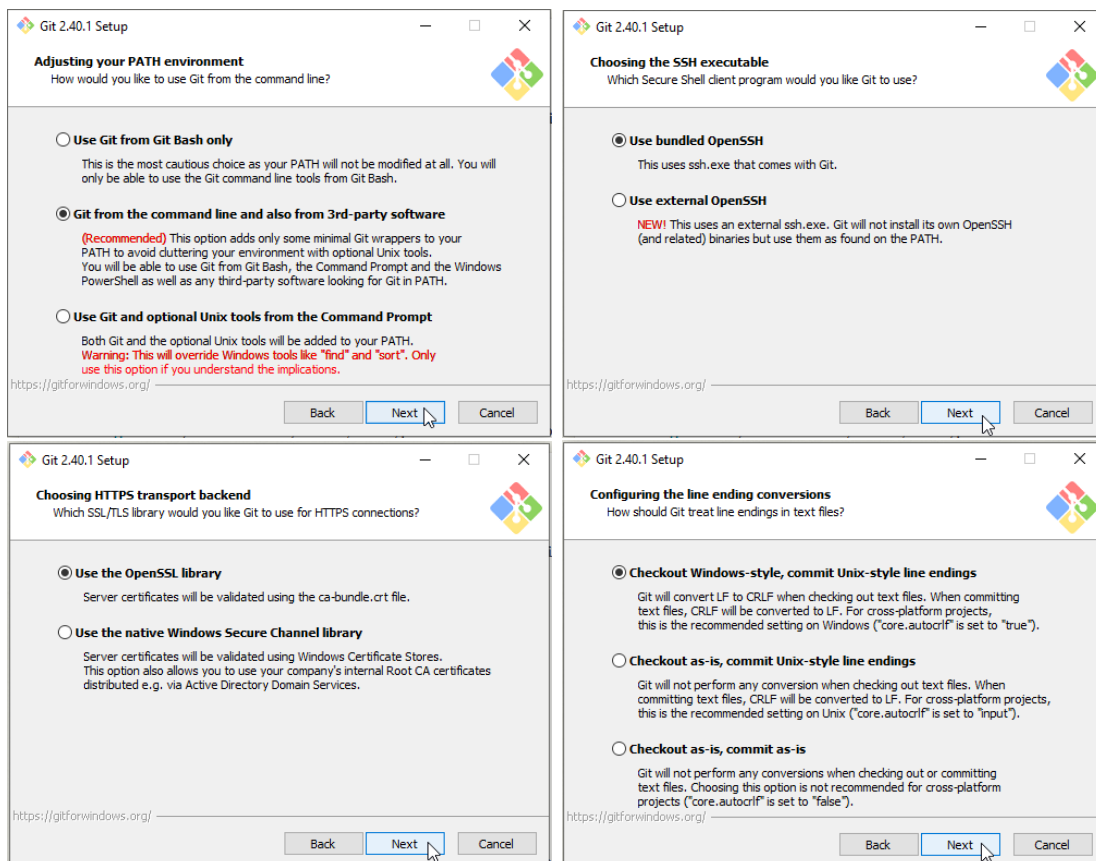 Git 2.40.1 Setup
Adjusting your PATH environment
How would you like to use Git from the command line?
Use Git from Git Bash only
This is the most cautious choice as your PATH will not be modified at all. You will
only be able to use the Git command line tools from Git Bash.
Git from the command line and also from 3rd-party software
(Recommended) This option adds only some minimal Git wrappers to your
PATH to avoid cluttering your environment with optional Unix tools.
You will be able to use Git from Git Bash, the Command Prompt and the Windows
PowerShell as well as any third-party software looking for Git in PATH.
Use Git and optional Unix tools from the Command Prompt
Both Git and the optional Unix tools will be added to your PATH.
Warning: This will override Windows tools like "find" and "sort". Only
use this option if you understand the implications.
https://gitforwindows.org/
Back
Next
Cancel
Git 2.40.1 Setup
Choosing the SSH executable
Which Secure Shell client program would you like Git to use?
Use bundled OpenSSH
This uses ssh.exe that comes with Git.
Use external OpenSSH
NEW! This uses an external ssh.exe. Git will not install its own OpenSSH
(and related) binaries but use them as found on the PATH.
https://gitforwindows.org/
Back
Next
Cancel
Git 2.40.1 Setup
Choosing HTTPS transport backend
Which SSL/TLS library would you like Git to use for HTTPS connections?
Use the OpenSSL library
Server certificates will be validated using the ca-bundle.crt file.
Use the native Windows Secure Channel library
Server certificates will be validated using Windows Certificate Stores.
This option also allows you to use your company's internal Root CA certificates
distributed e.g. via Active Directory Domain Services.
https://gitforwindows.org/
Back
Next
Cancel
Git 2.40.1 Setup
Configuring the line ending conversions
How should Git treat line endings in text files?
Checkout Windows-style, commit Unix-style line endings
Git will convert LF to CRLF when checking out text files. When committing
text files, CRLF will be converted to LF. For cross-platform projects,
this is the recommended setting on Windows ("core.autocrlf" is set to "true").
Checkout as-is, commit Unix-style line endings
Git will not perform any conversion when checking out text files. When
committing text files, CRLF will be converted to LF. For cross-platform projects,
this is the recommended setting on Unix ("core.autocrlf" is set to "input").
Checkout as-is, commit as-is
Git will not perform any conversions when checking out or committing
text files. Choosing this option is not recommended for cross-platform
projects ("core.autocrlf" is set to "false").
https://gitforwindows.org/
Back
Next
Cancel